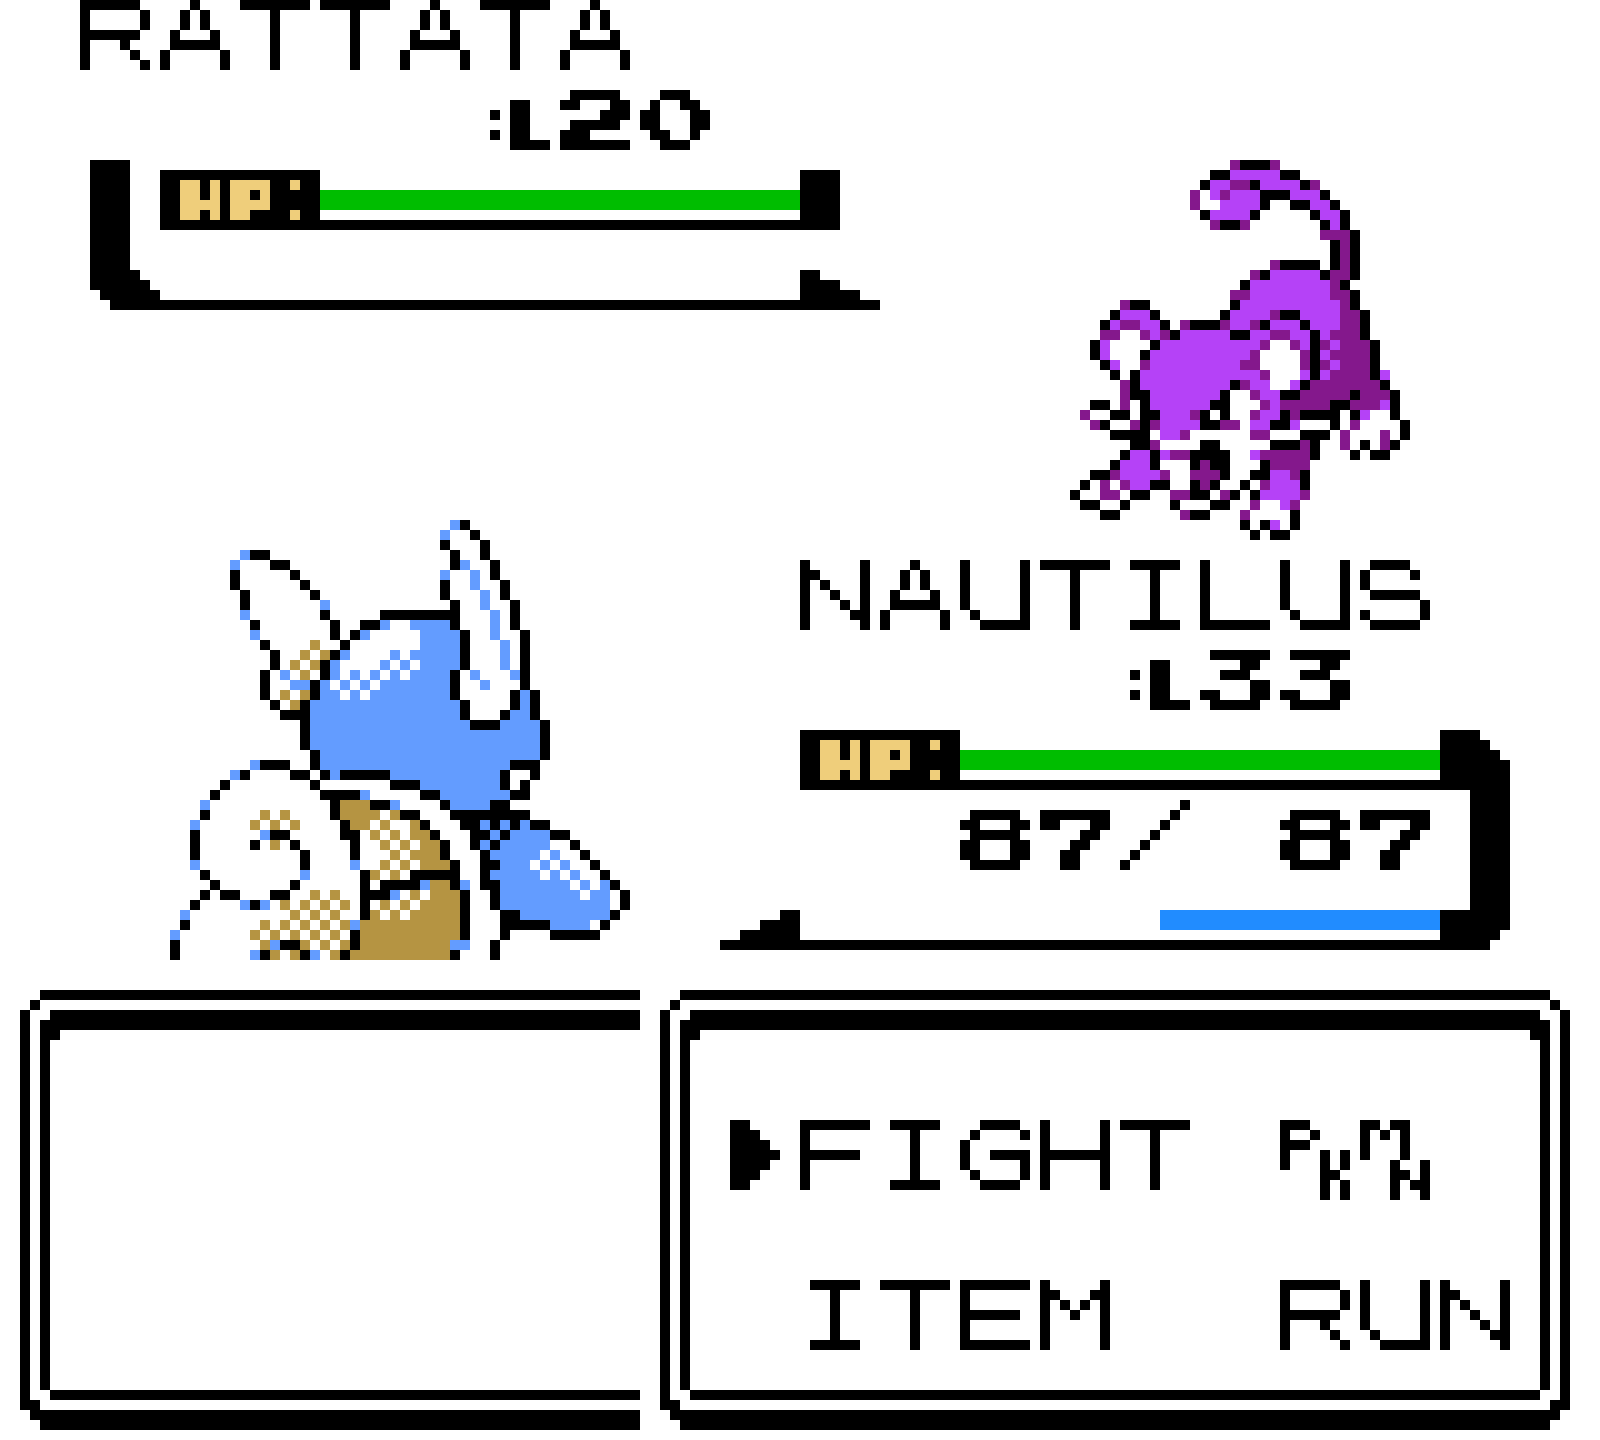 RATTATA
:L20
HP:
NAUTILUS
:L33
HP:
87/ 87
▶FIGHT PKMN
ITEM RUN